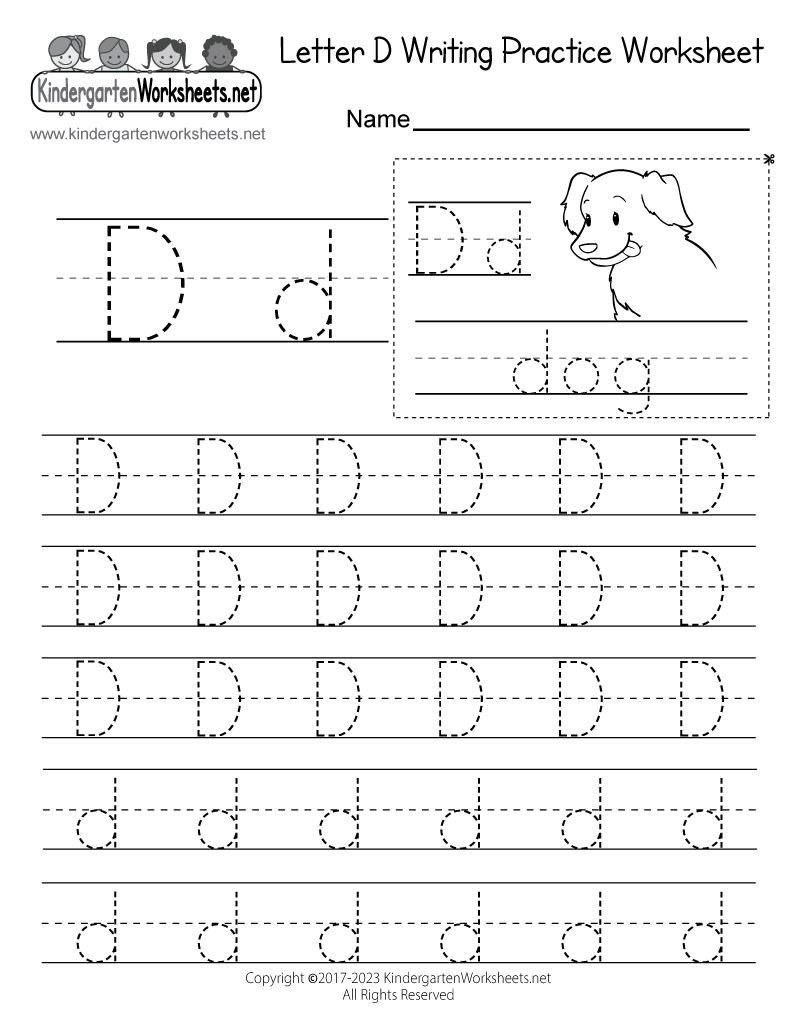 Letter D Writing Practice Worksheet
KindergartenWorksheets.net
www.kindergartenworksheets.net
Name
D d
D d
dog
D D D D D D
D D D D D D
D D D D D D
d d d d d d
d d d d d d
Copyright ©2017-2023 KindergartenWorksheets.net
All Rights Reserved